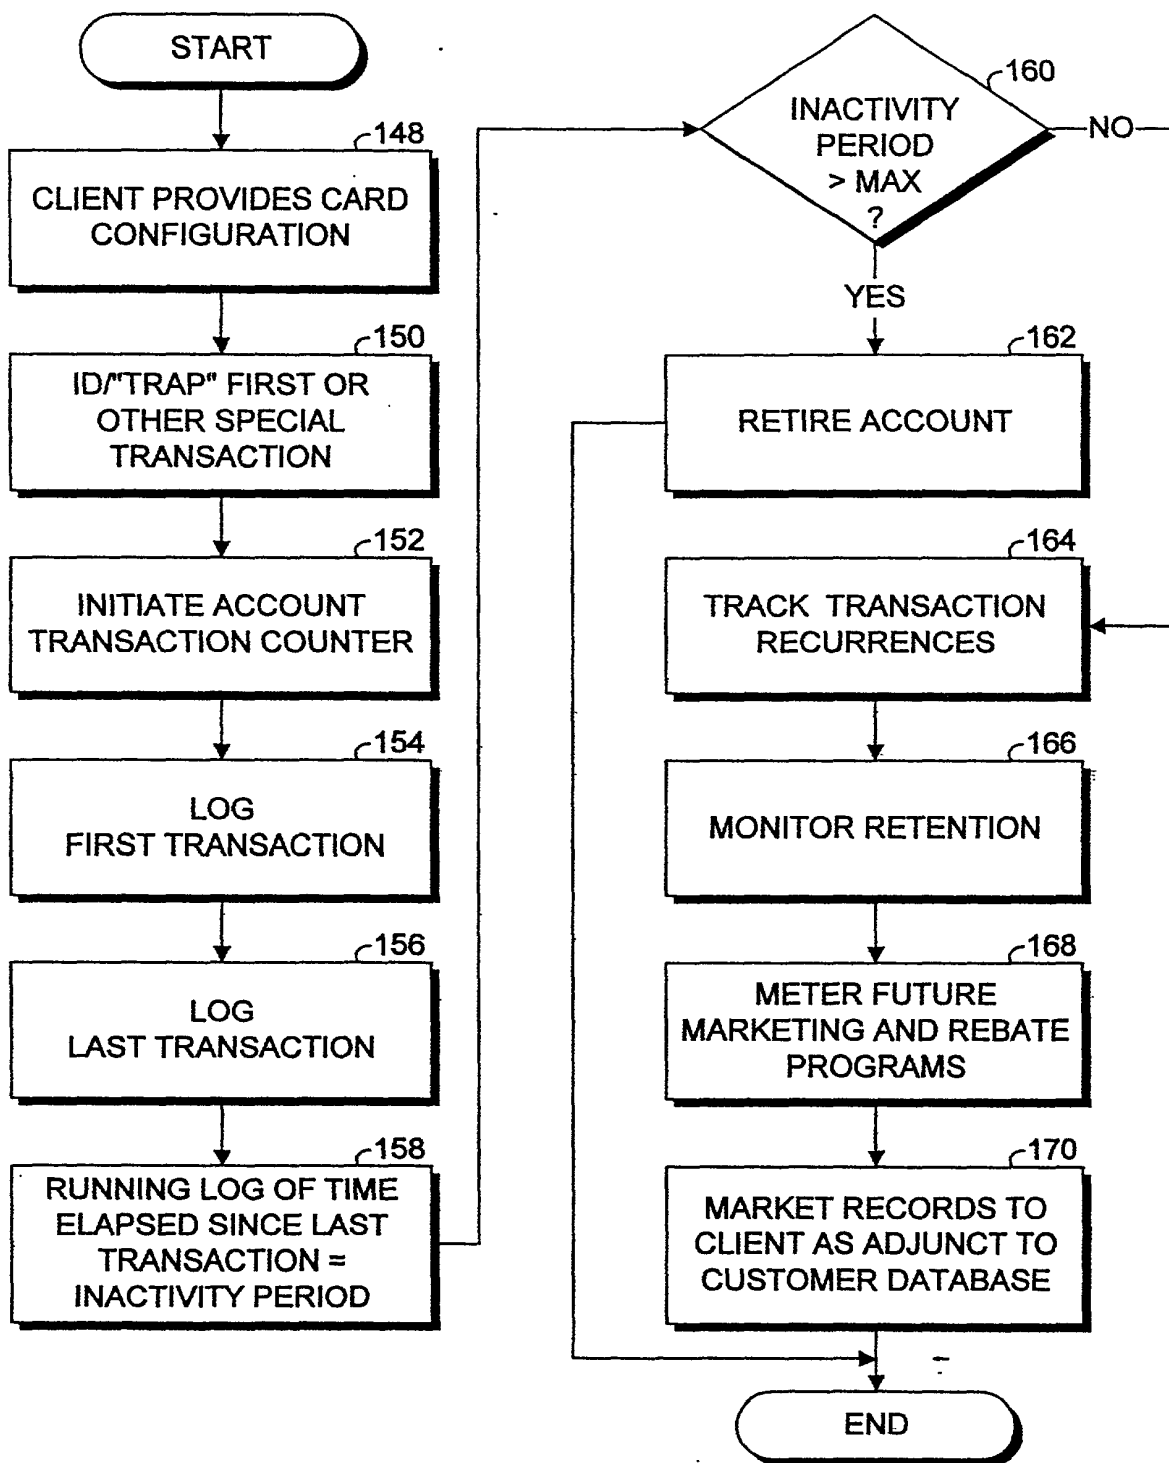 START
148
CLIENT PROVIDES CARD
CONFIGURATION
150
ID/"TRAP" FIRST OR
OTHER SPECIAL
TRANSACTION
152
INITIATE ACCOUNT
TRANSACTION COUNTER
154
LOG
FIRST TRANSACTION
156
LOG
LAST TRANSACTION
158
RUNNING LOG OF TIME
ELAPSED SINCE LAST
TRANSACTION =
INACTIVITY PERIOD
160
INACTIVITY
PERIOD
> MAX
?
NO
YES
162
RETIRE ACCOUNT
164
TRACK TRANSACTION
RECURRENCES
166
MONITOR RETENTION
168
METER FUTURE
MARKETING AND REBATE
PROGRAMS
170
MARKET RECORDS TO
CLIENT AS ADJUNCT TO
CUSTOMER DATABASE
END